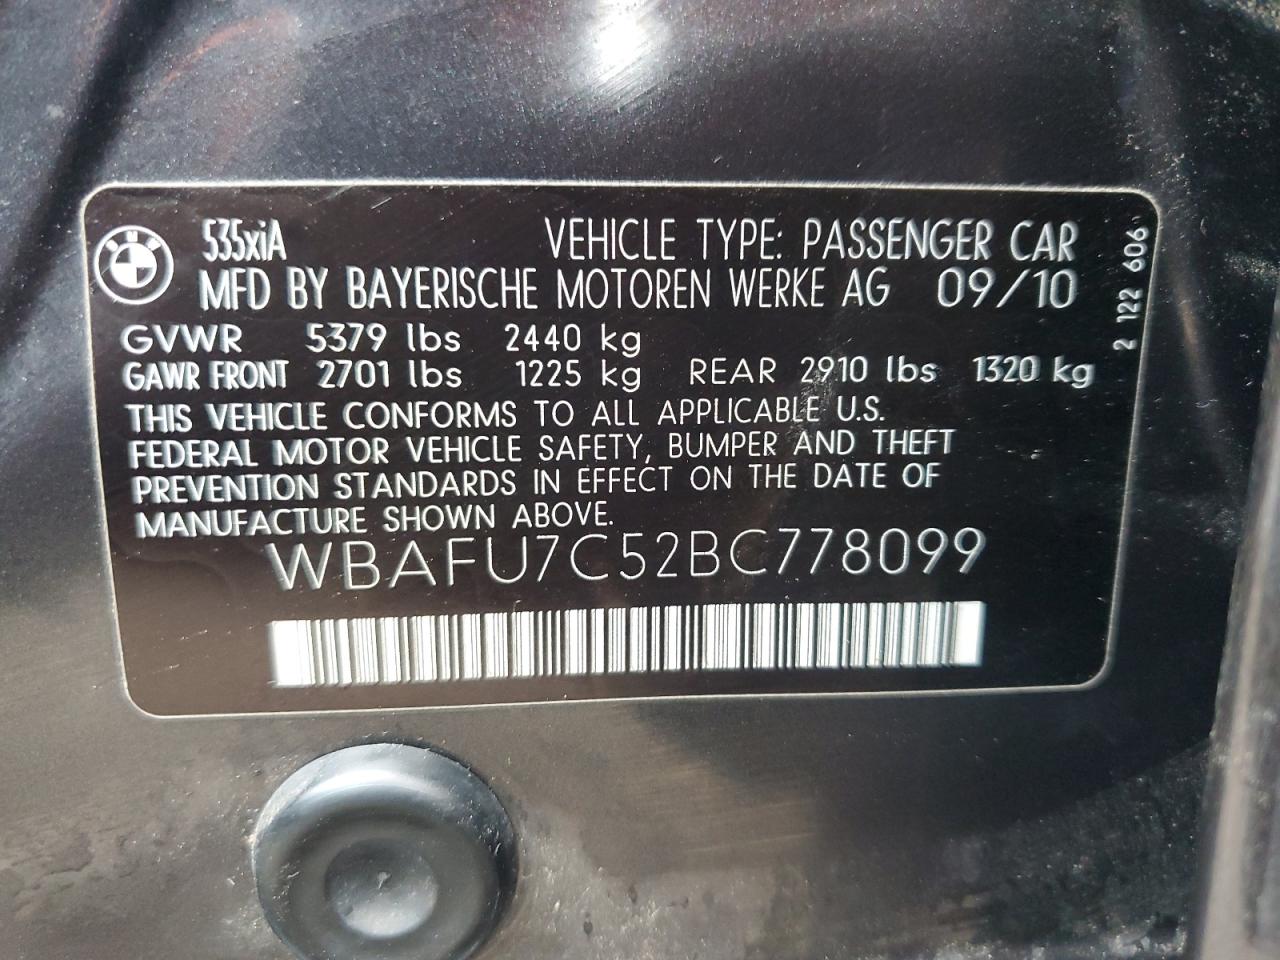 BMW
535xiA VEHICLE TYPE: PASSENGER CAR
MFD BY BAYERISCHE MOTOREN WERKE AG 09/10
GVWR 5379 lbs 2440 kg
GAWR FRONT 2701 lbs 1225 kg REAR 2910 lbs 1320 kg
THIS VEHICLE CONFORMS TO ALL APPLICABLE U.S.
FEDERAL MOTOR VEHICLE SAFETY, BUMPER AND THEFT
PREVENTION STANDARDS IN EFFECT ON THE DATE OF
MANUFACTURE SHOWN ABOVE.
WBAFU7C52BC778099
2 122 606